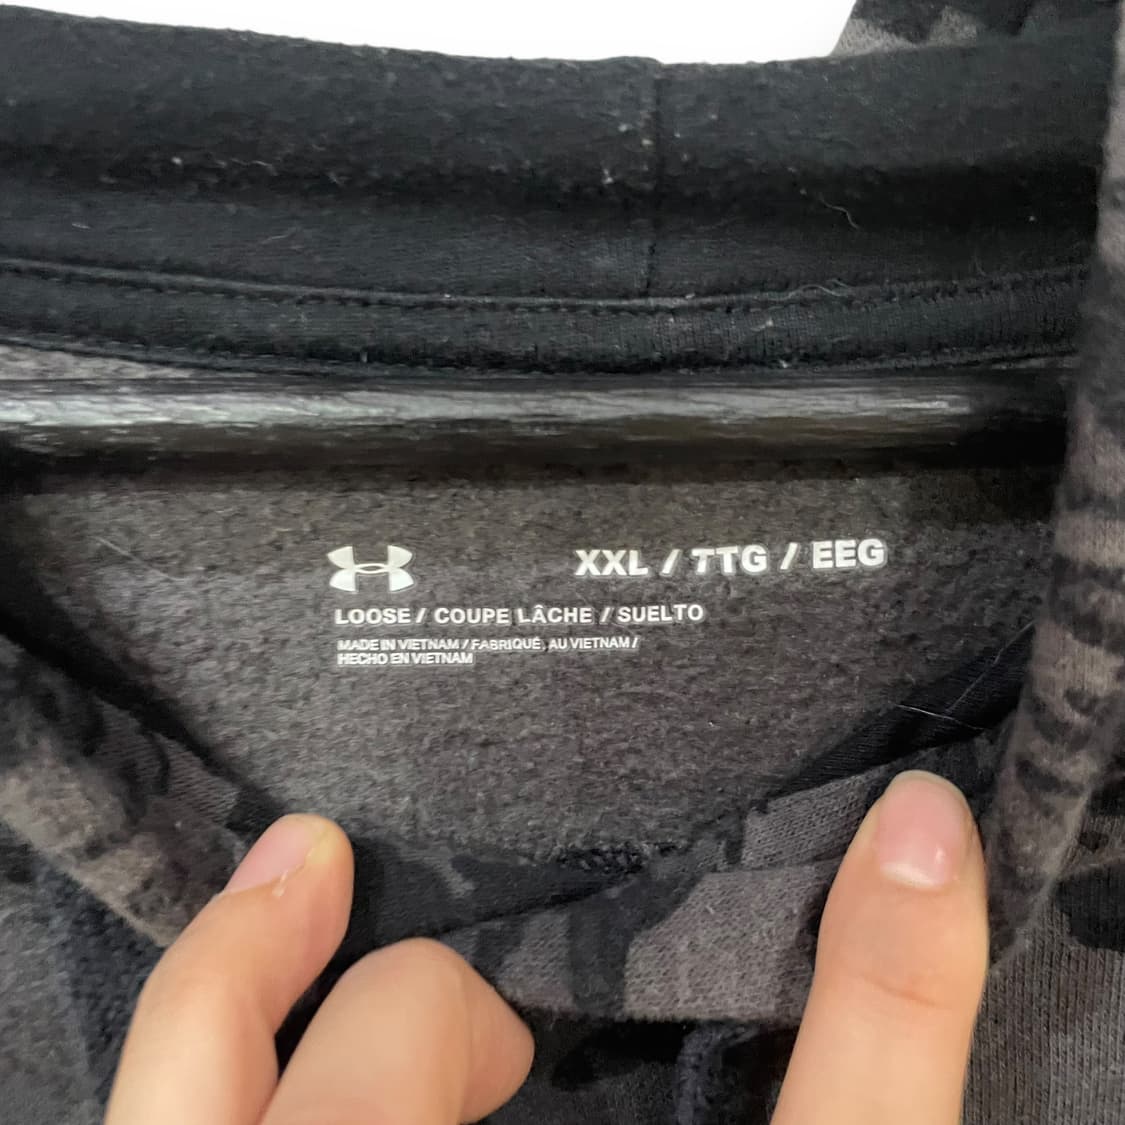 XXL / TTG / EEG
LOOSE / COUPE LÂCHE / SUELTO
MADE IN VIETNAM / FABRIQUÉ AU VIETNAM /
HECHO EN VIETNAM